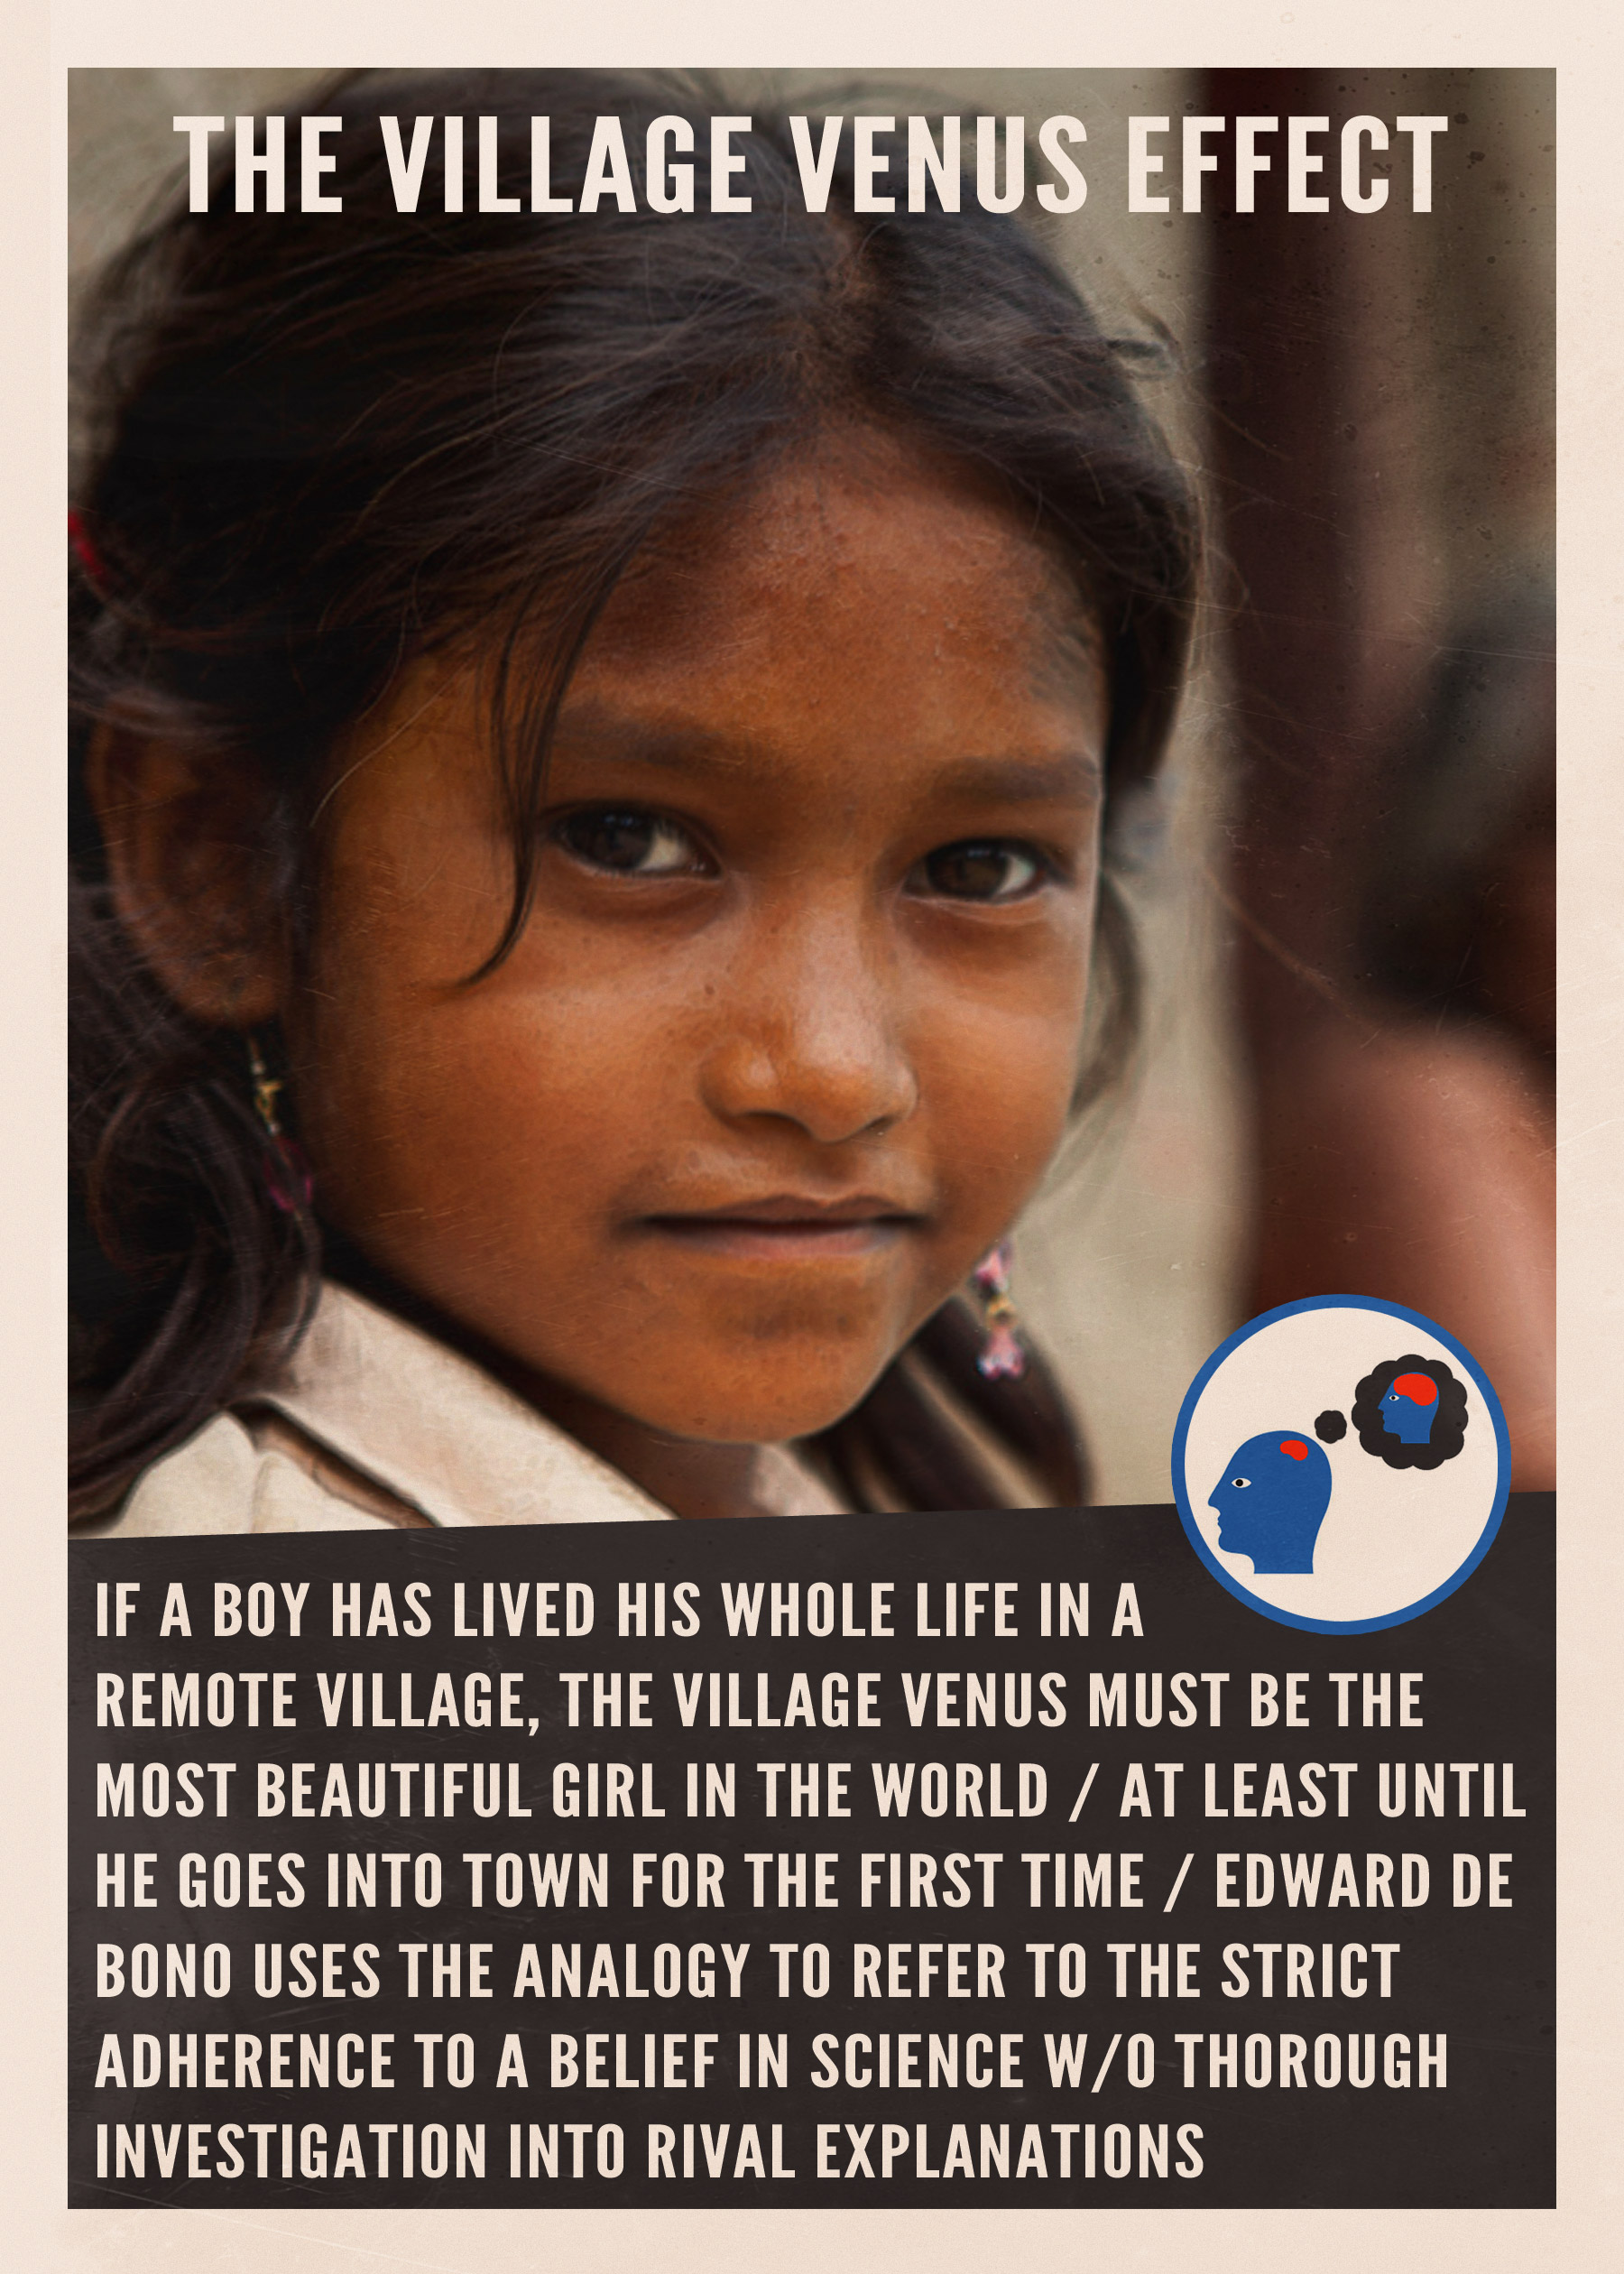 THE VILLAGE VENUS EFFECT
IF A BOY HAS LIVED HIS WHOLE LIFE IN A
REMOTE VILLAGE, THE VILLAGE VENUS MUST BE THE
MOST BEAUTIFUL GIRL IN THE WORLD / AT LEAST UNTIL
HE GOES INTO TOWN FOR THE FIRST TIME / EDWARD DE
BONO USES THE ANALOGY TO REFER TO THE STRICT
ADHERENCE TO A BELIEF IN SCIENCE W/O THOROUGH
INVESTIGATION INTO RIVAL EXPLANATIONS